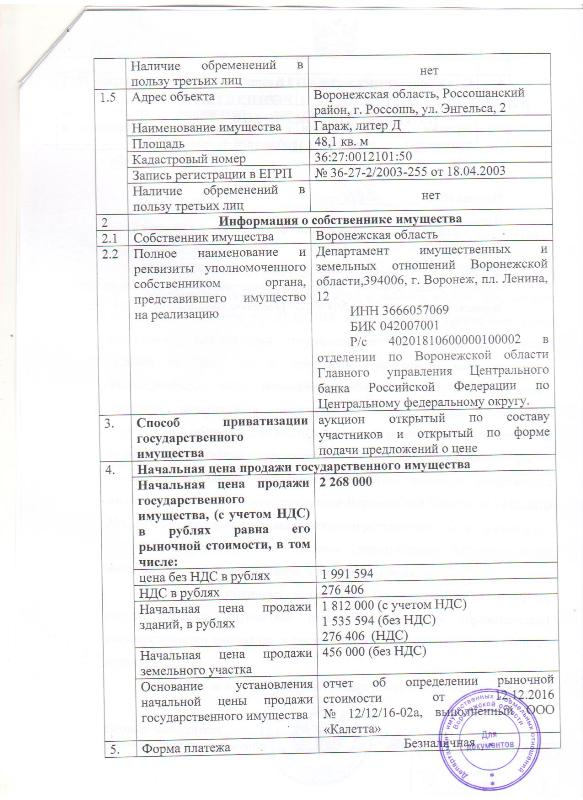 Наличие обременений в
пользу третьих лиц
нет
1.5
Адрес объекта
Воронежская область, Россошанский
район, г. Россошь, ул. Энгельса, 2
Наименование имущества
Гараж, литер Д
Площадь
48,1 кв. м
Кадастровый номер
36:27:0012101:50
Запись регистрации в ЕГРП
№ 36-27-2/2003-255 от 18.04.2003
Наличие обременений в
пользу третьих лиц
нет
2
Информация о собственнике имущества
2.1
Собственник имущества
Воронежская область
2.2
Полное наименование и
реквизиты уполномоченного
собственником органа,
представившего имущество
на реализацию
Департамент имущественных и
земельных отношений Воронежской
области,394006, г. Воронеж, пл. Ленина,
12
ИНН 3666057069
БИК 042007001
Р/с 40201810600000100002 в
отделении по Воронежской области
Главного управления Центрального
банка Российской Федерации по
Центральному федеральному округу.
3.
Способ приватизации
государственного
имущества
аукцион открытый по составу
участников и открытый по форме
подачи предложений о цене
4.
Начальная цена продажи государственного имущества
Начальная цена продажи
государственного
имущества, (с учетом НДС)
в рублях равна его
рыночной стоимости, в том
числе:
2 268 000
цена без НДС в рублях
1 991 594
НДС в рублях
276 406
Начальная цена продажи
зданий, в рублях
1 812 000 (с учетом НДС)
1 535 594 (без НДС)
276 406 (НДС)
Начальная цена продажи
земельного участка
456 000 (без НДС)
Основание установления
начальной цены продажи
государственного имущества
отчет об определении рыночной
стоимости от 12.12.2016
№ 12/12/16-02а, выполненный ООО
«Калетта»
5.
Форма платежа
Безналичная
Департамент имущественных и земельных отношений
Воронежской области
Для
документов